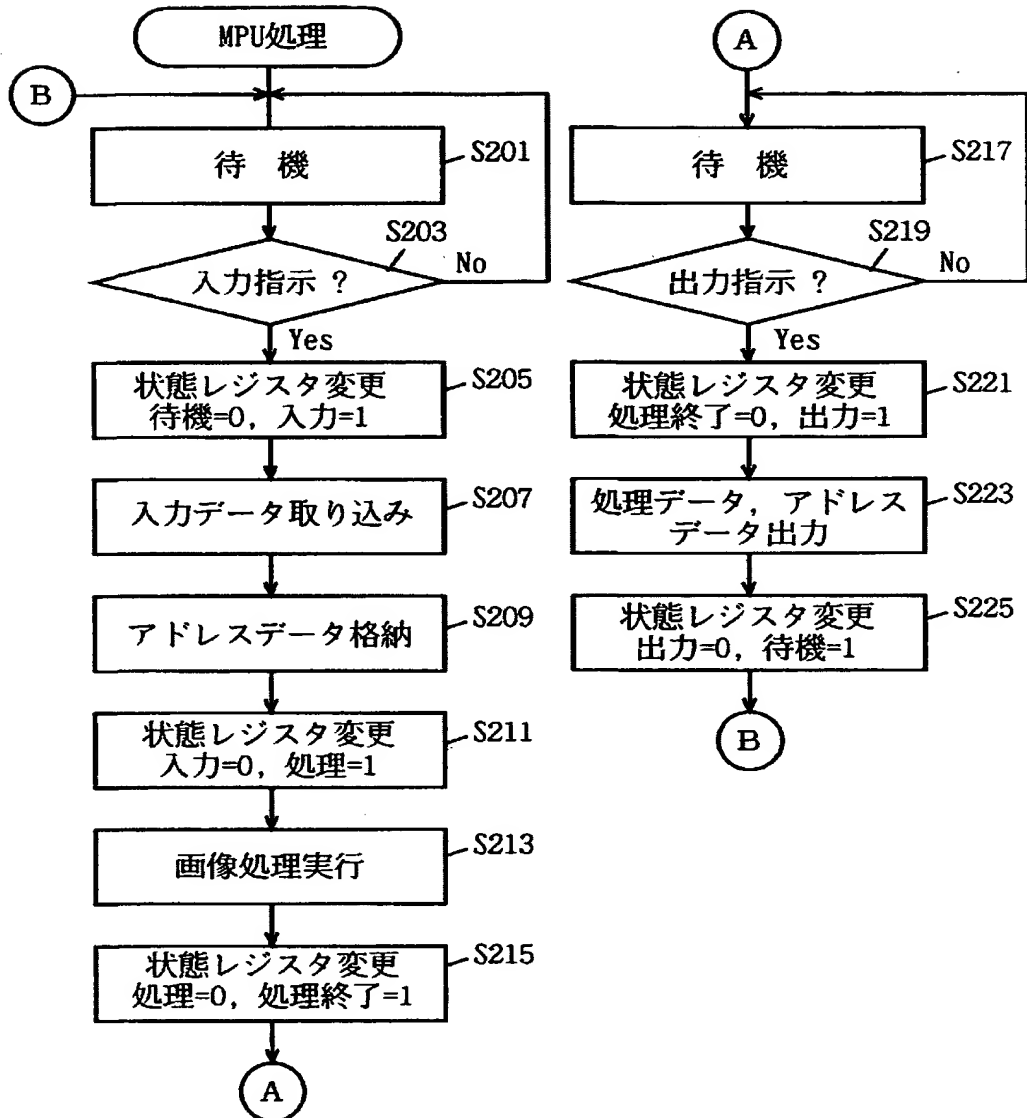 MPU処理
B
待 機
S201
S203
入力指示 ?
No
Yes
状態レジスタ変更
待機=0, 入力=1
S205
入力データ取り込み
S207
アドレスデータ格納
S209
状態レジスタ変更
入力=0, 処理=1
S211
画像処理実行
S213
状態レジスタ変更
処理=0, 処理終了=1
S215
A
A
待 機
S217
S219
出力指示 ?
No
Yes
状態レジスタ変更
処理終了=0, 出力=1
S221
処理データ, アドレス
データ出力
S223
状態レジスタ変更
出力=0, 待機=1
S225
B